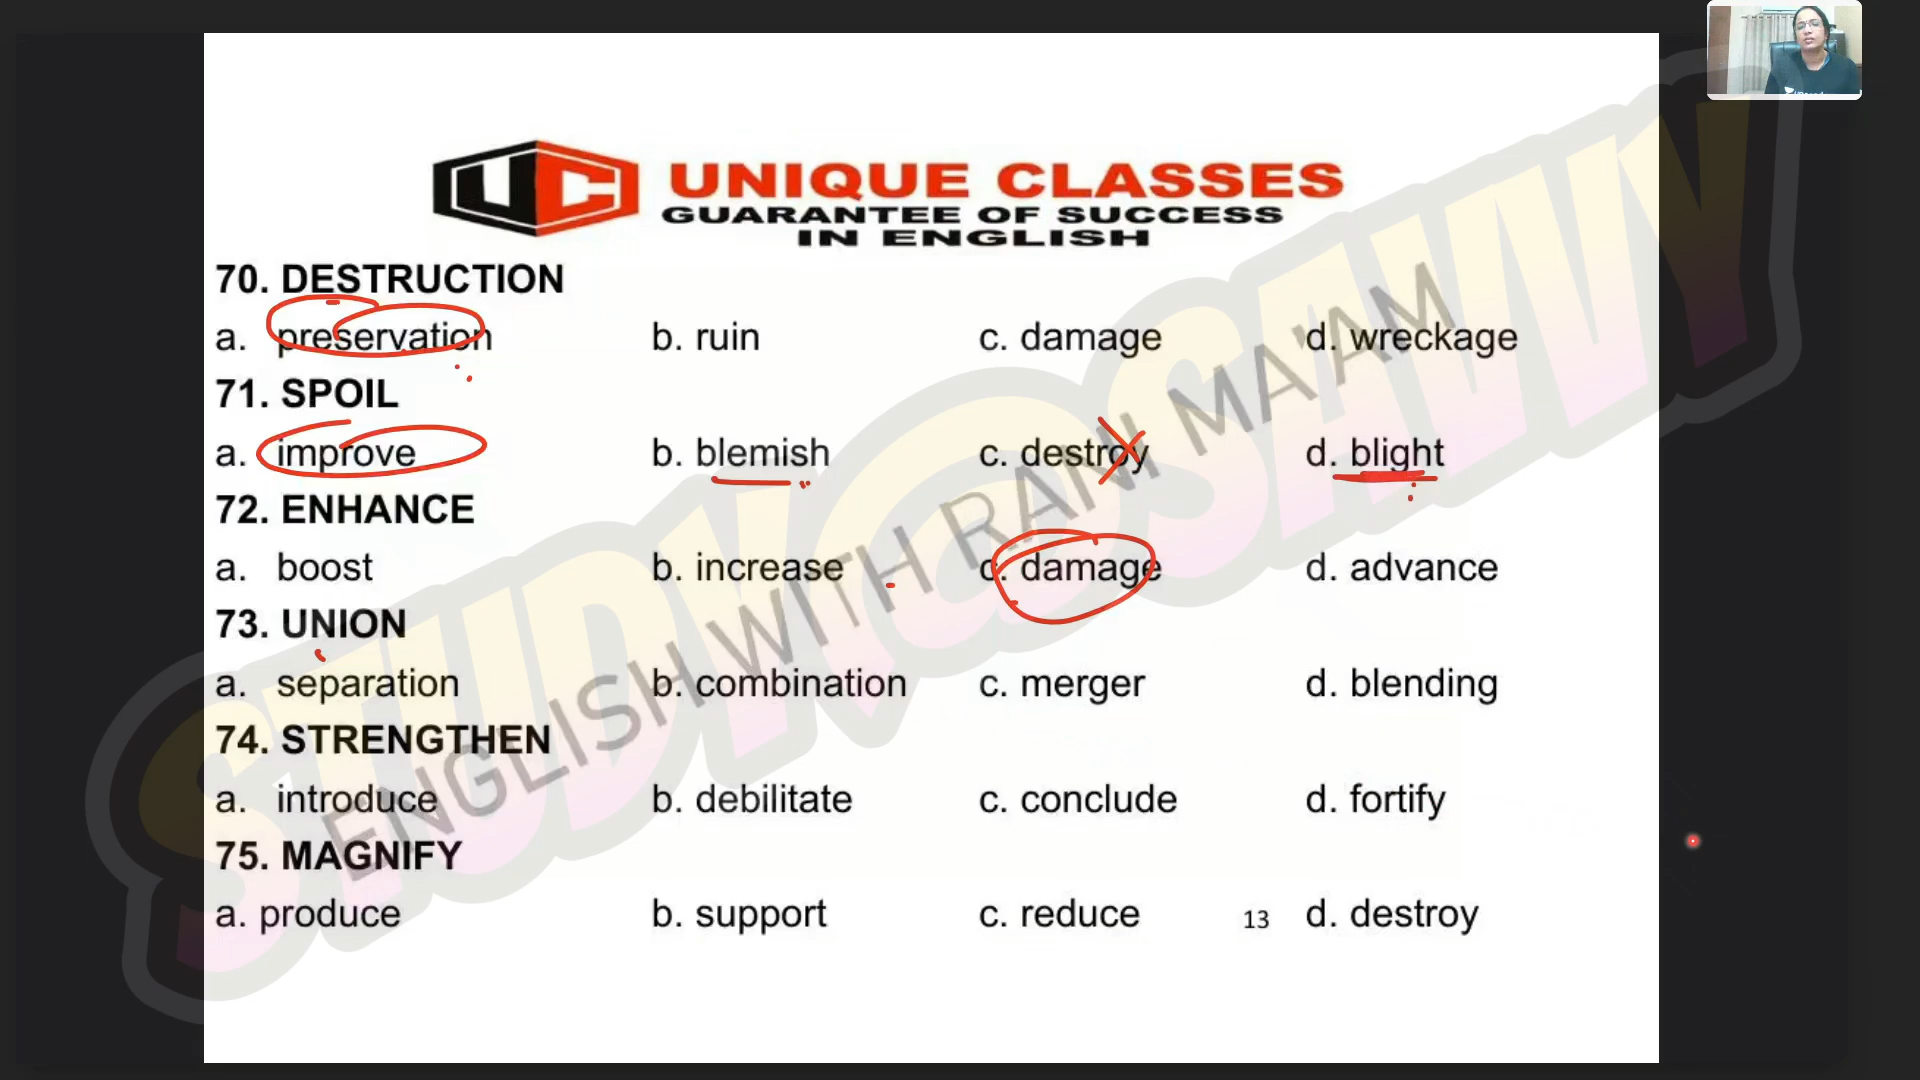 UC UNIQUE CLASSES
GUARANTEE OF SUCCESS
IN ENGLISH
70. DESTRUCTION
a. preservation b. ruin c. damage d. wreckage
71. SPOIL
a. improve b. blemish c. destroy d. blight
72. ENHANCE
a. boost b. increase c. damage d. advance
73. UNION
a. separation b. combination c. merger d. blending
74. STRENGTHEN
a. introduce b. debilitate c. conclude d. fortify
75. MAGNIFY
a. produce b. support c. reduce 13 d. destroy
ENGLISH WITH RANI MA'AM
STUDY@SAVVY